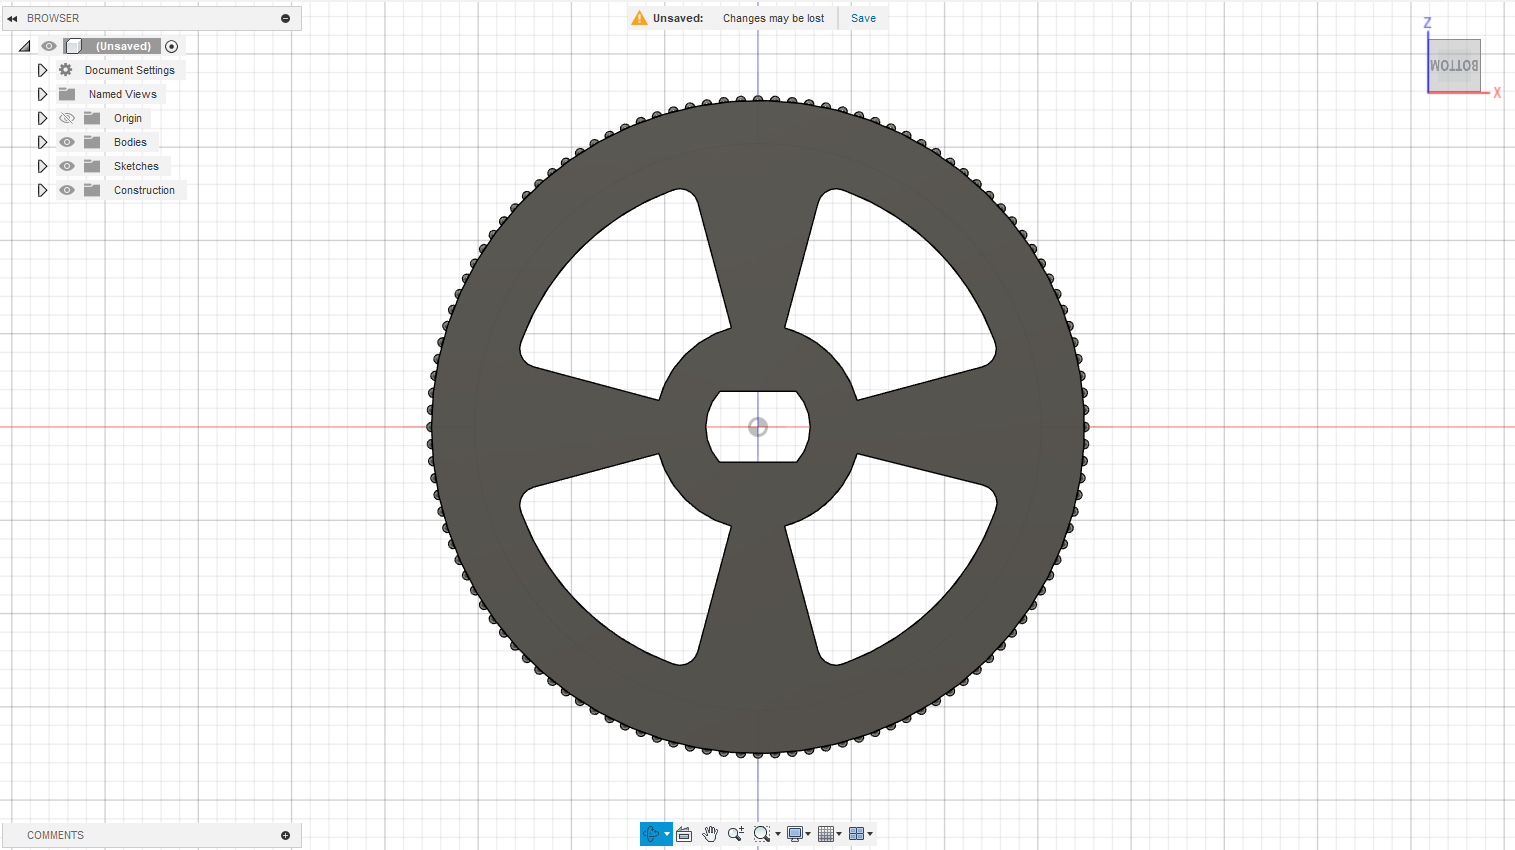 BROWSER
Unsaved: Changes may be lost Save
(Unsaved)
Document Settings
Named Views
Origin
Bodies
Sketches
Construction
Z
BOTTOM
X
COMMENTS